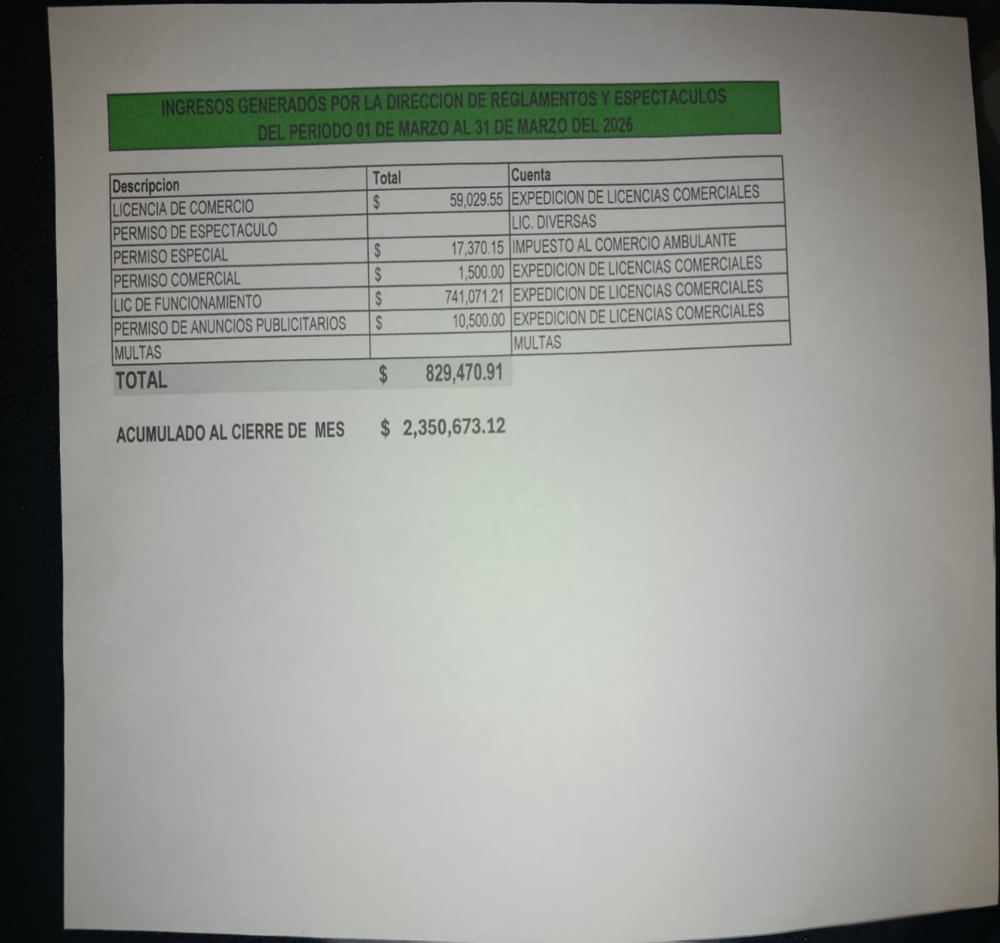 INGRESOS GENERADOS POR LA DIRECCION DE REGLAMENTOS Y ESPECTACULOS
DEL PERIODO 01 DE MARZO AL 31 DE MARZO DEL 2026
Descripcion Total Cuenta
LICENCIA DE COMERCIO $ 59,029.55 EXPEDICION DE LICENCIAS COMERCIALES
PERMISO DE ESPECTACULO LIC. DIVERSAS
PERMISO ESPECIAL $ 17,370.15 IMPUESTO AL COMERCIO AMBULANTE
PERMISO COMERCIAL $ 1,500.00 EXPEDICION DE LICENCIAS COMERCIALES
LIC DE FUNCIONAMIENTO $ 741,071.21 EXPEDICION DE LICENCIAS COMERCIALES
PERMISO DE ANUNCIOS PUBLICITARIOS $ 10,500.00 EXPEDICION DE LICENCIAS COMERCIALES
MULTAS MULTAS
TOTAL $ 829,470.91
ACUMULADO AL CIERRE DE MES $ 2,350,673.12